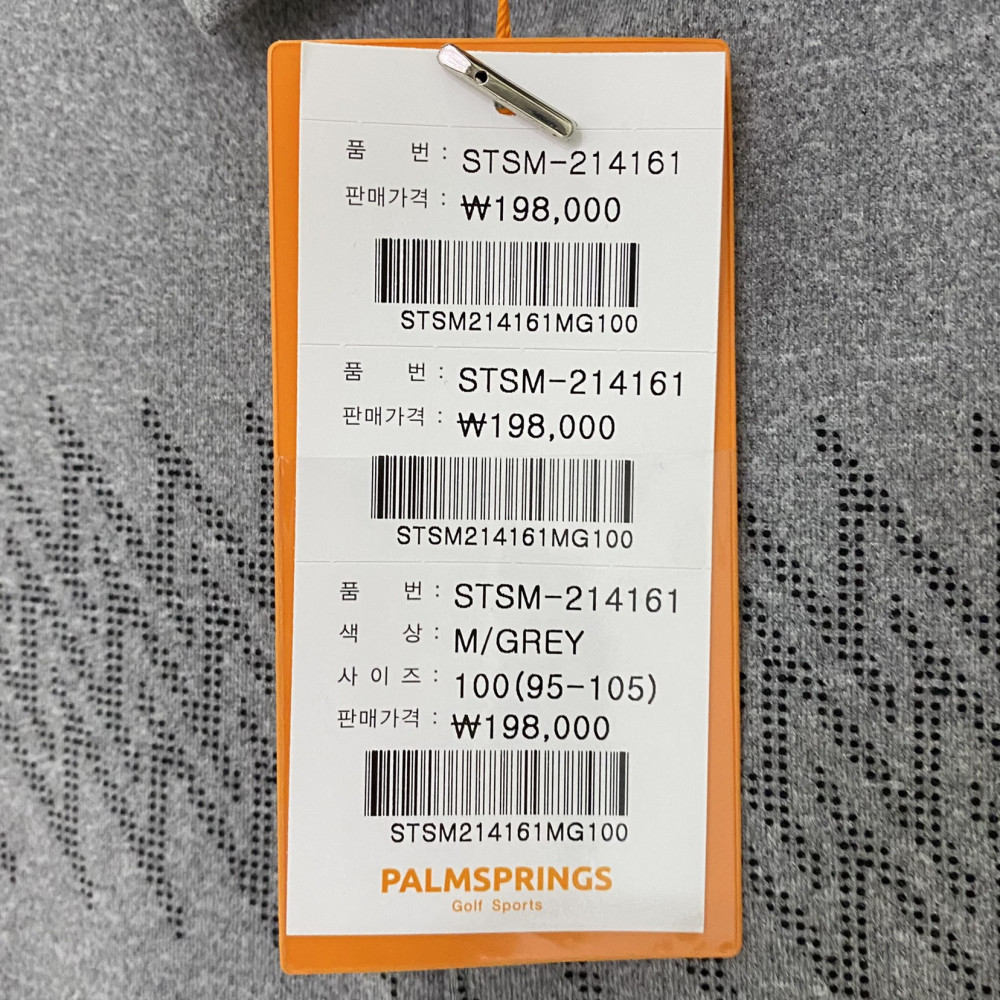 품 번 : STSM-214161
판매가격 : ₩198,000
STSM214161MG100
품 번 : STSM-214161
판매가격 : ₩198,000
STSM214161MG100
품 번 : STSM-214161
색 상 : M/GREY
사 이 즈 : 100(95-105)
판매가격 : ₩198,000
STSM214161MG100
PALMSPRINGS
Golf Sports